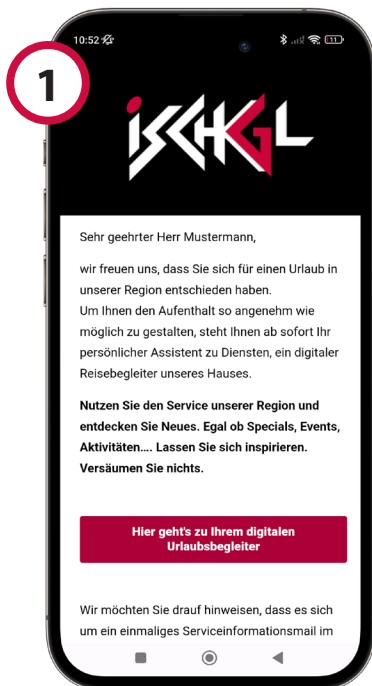 10:52
11
1
ISCHGL
Sehr geehrter Herr Mustermann,
wir freuen uns, dass Sie sich für einen Urlaub in
unserer Region entschieden haben.
Um Ihnen den Aufenthalt so angenehm wie
möglich zu gestalten, steht Ihnen ab sofort Ihr
persönlicher Assistent zu Diensten, ein digitaler
Reisebegleiter unseres Hauses.
Nutzen Sie den Service unserer Region und
entdecken Sie Neues. Egal ob Specials, Events,
Aktivitäten.... Lassen Sie sich inspirieren.
Versäumen Sie nichts.
Hier geht's zu Ihrem digitalen
Urlaubsbegleiter
Wir möchten Sie drauf hinweisen, dass es sich
um ein einmaliges Serviceinformationsmail im